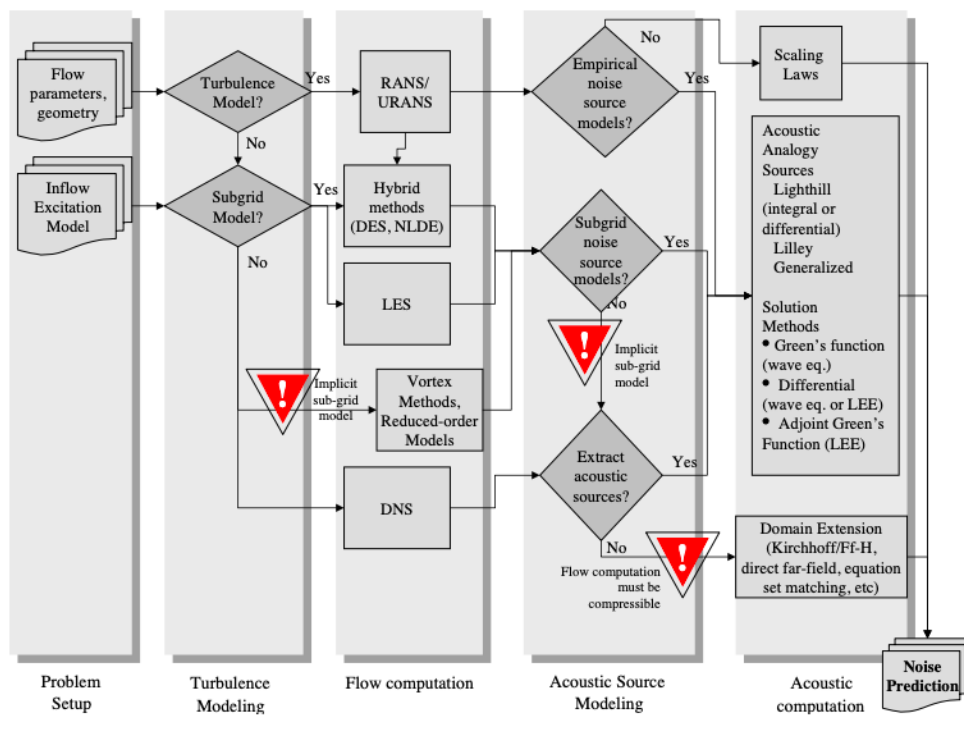 Flow
parameters,
geometry
Inflow
Excitation
Model
Problem
Setup
Turbulence
Model?
Yes
No
Subgrid
Model?
Yes
No
Implicit
sub-grid
model
Turbulence
Modeling
RANS/
URANS
Hybrid
methods
(DES, NLDE)
LES
Vortex
Methods,
Reduced-order
Models
DNS
Flow computation
No
Empirical
noise
source
models?
Yes
Subgrid
noise
source
models?
Yes
No
Implicit
sub-grid
model
Extract
acoustic
sources?
Yes
No
Flow computation
must be
compressible
Acoustic Source
Modeling
Scaling
Laws
Acoustic
Analogy
Sources
Lighthill
(integral or
differential)
Lilley
Generalized
Solution
Methods
• Green's function
(wave eq.)
• Differential
(wave eq. or LEE)
• Adjoint Green's
Function (LEE)
Domain Extension
(Kirchhoff/Ff-H,
direct far-field, equation
set matching, etc)
Acoustic
computation
Noise
Prediction